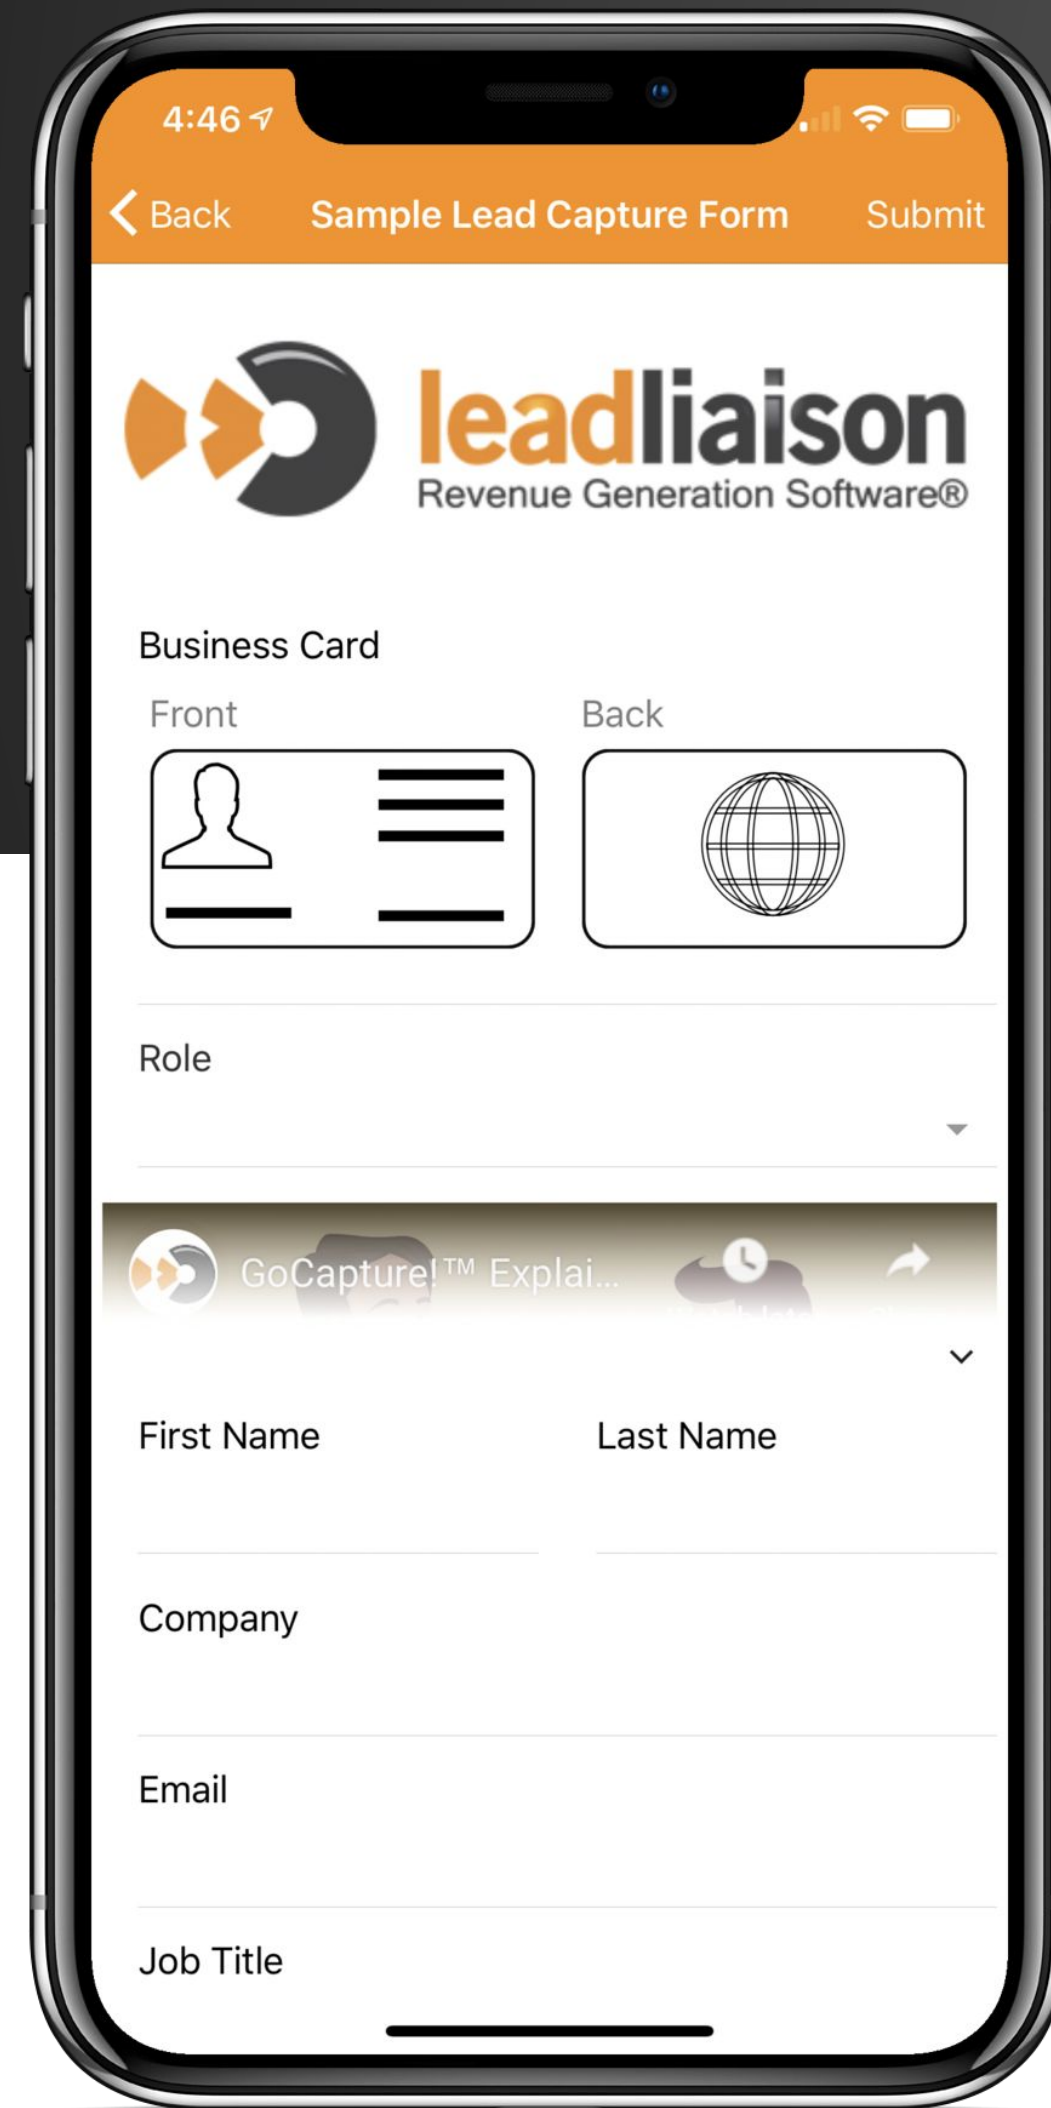 4:46
Back Sample Lead Capture Form Submit
leadliaison
Revenue Generation Software®
Business Card
Front Back
Role
GoCapture!™ Explai...
First Name Last Name
Company
Email
Job Title